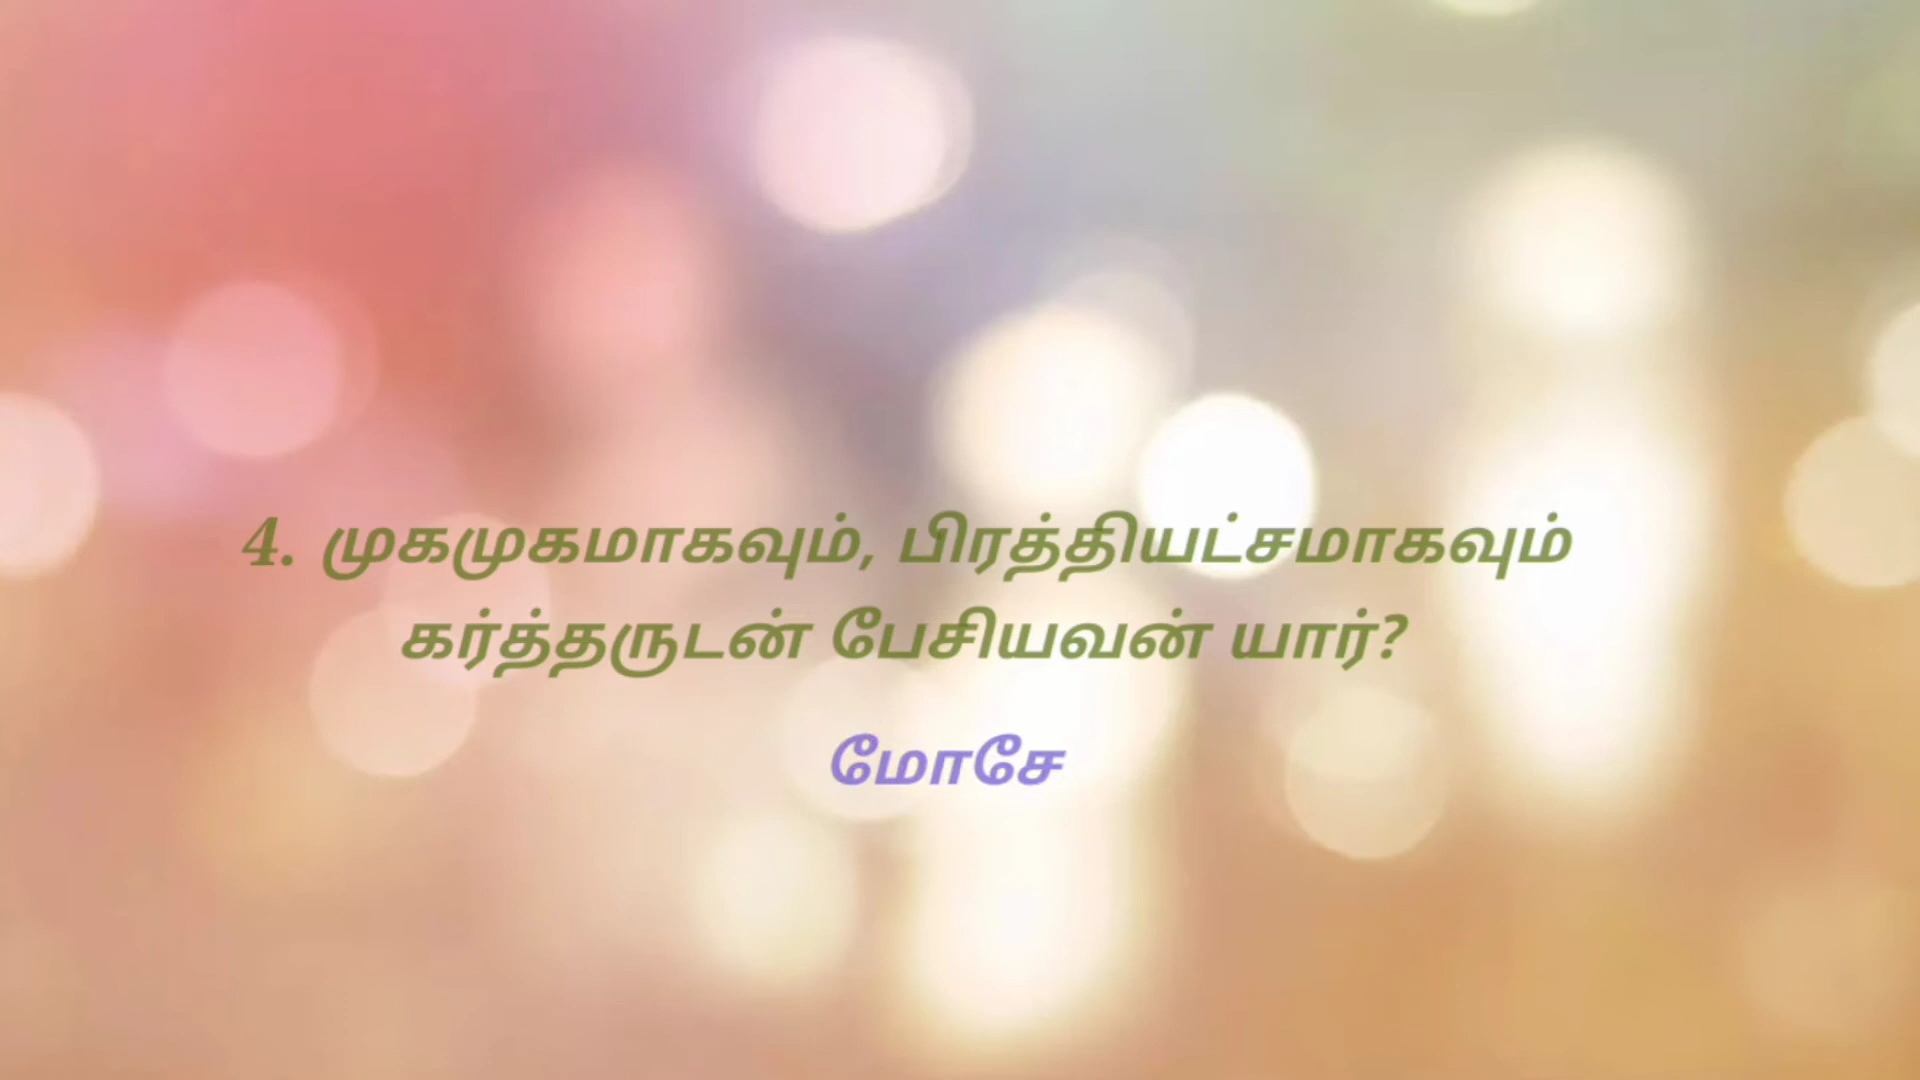 4. முகமுகமாகவும், பிரத்தியட்சமாகவும்
கர்த்தருடன் பேசியவன் யார்?
மோசே